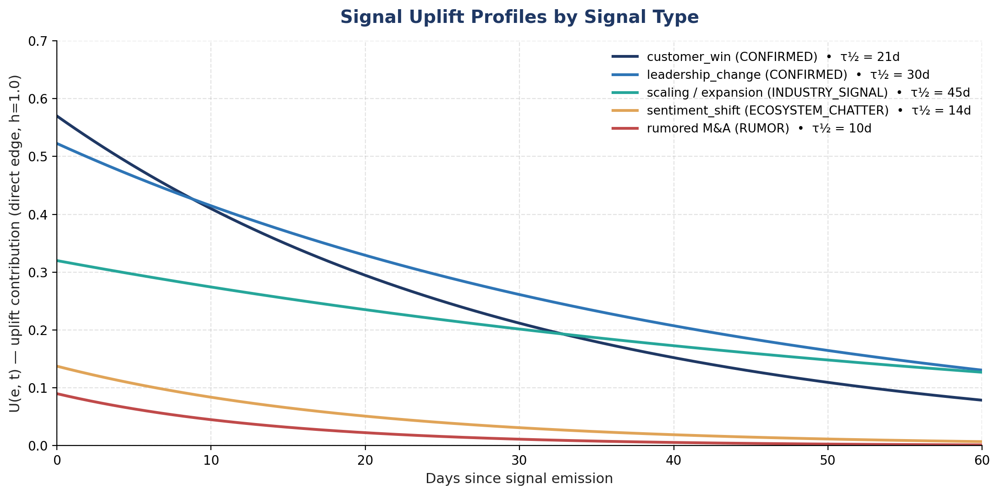 Signal Uplift Profiles by Signal Type
U(e, t) — uplift contribution (direct edge, h=1.0)
0.7
0.6
0.5
0.4
0.3
0.2
0.1
0.0
customer_win (CONFIRMED) • τ½ = 21d
leadership_change (CONFIRMED) • τ½ = 30d
scaling / expansion (INDUSTRY_SIGNAL) • τ½ = 45d
sentiment_shift (ECOSYSTEM_CHATTER) • τ½ = 14d
rumored M&A (RUMOR) • τ½ = 10d
0 10 20 30 40 50 60
Days since signal emission